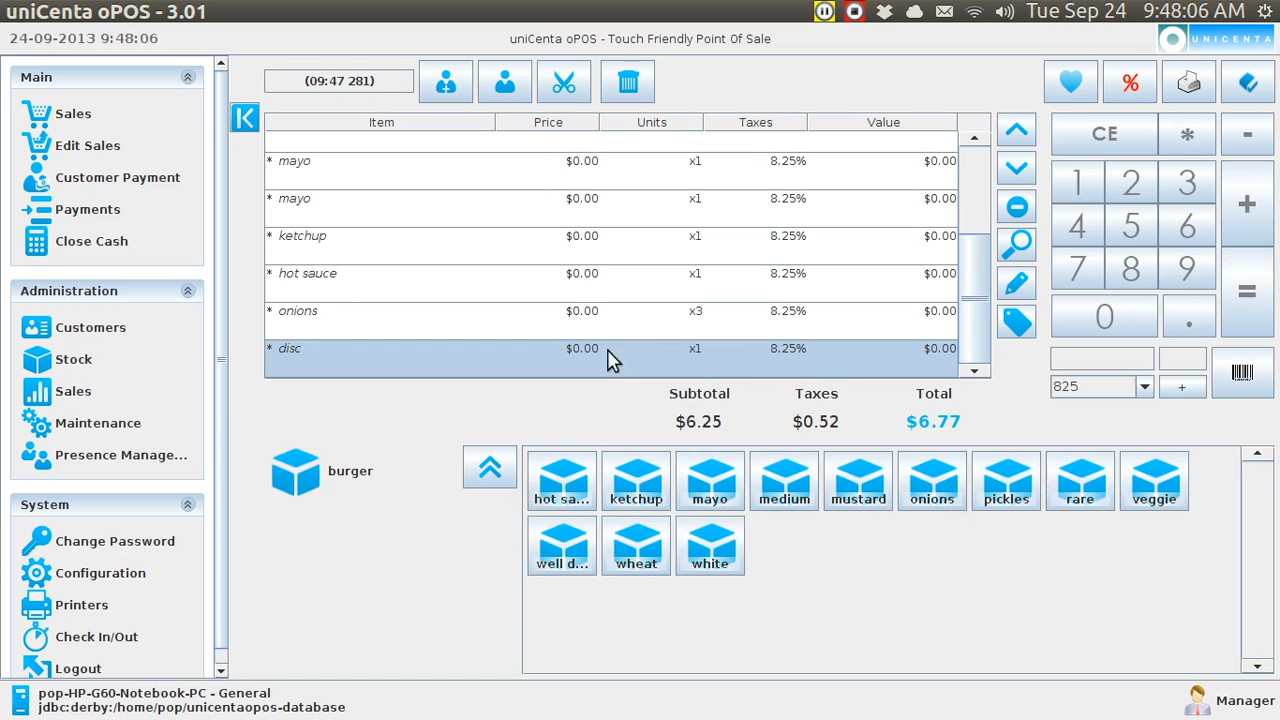 uniCenta oPOS - 3.01
Tue Sep 24 9:48:06 AM
24-09-2013 9:48:06
uniCenta oPOS - Touch Friendly Point Of Sale
UNICENTA
Main
Sales
Edit Sales
Customer Payment
Payments
Close Cash
Administration
Customers
Stock
Sales
Maintenance
Presence Manage...
System
Change Password
Configuration
Printers
Check In/Out
Logout
(09:47 281)
%
Item Price Units Taxes Value
* mayo $0.00 x1 8.25% $0.00
* mayo $0.00 x1 8.25% $0.00
* ketchup $0.00 x1 8.25% $0.00
* hot sauce $0.00 x1 8.25% $0.00
* onions $0.00 x3 8.25% $0.00
* disc $0.00 x1 8.25% $0.00
Subtotal Taxes Total
$6.25 $0.52 $6.77
CE * -
1 2 3 +
4 5 6
7 8 9 =
0 .
825 +
burger
hot sa... ketchup mayo medium mustard onions pickles rare veggie
well d... wheat white
pop-HP-G60-Notebook-PC - General
jdbc:derby:/home/pop/unicentaopos-database
Manager